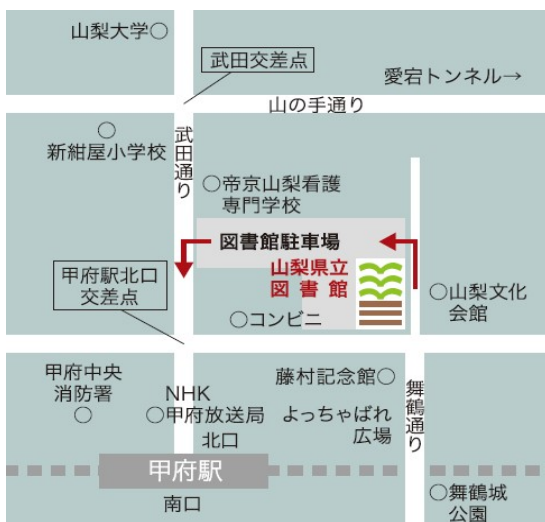 山梨大学
武田交差点
愛宕トンネル→
山の手通り
新紺屋小学校
武田通り
帝京山梨看護
専門学校
図書館駐車場
山梨県立
図書館
甲府駅北口
交差点
山梨文化
会館
コンビニ
甲府中央
消防署
藤村記念館
NHK
甲府放送局
よっちゃばれ
広場
舞鶴通り
北口
甲府駅
南口
舞鶴城
公園